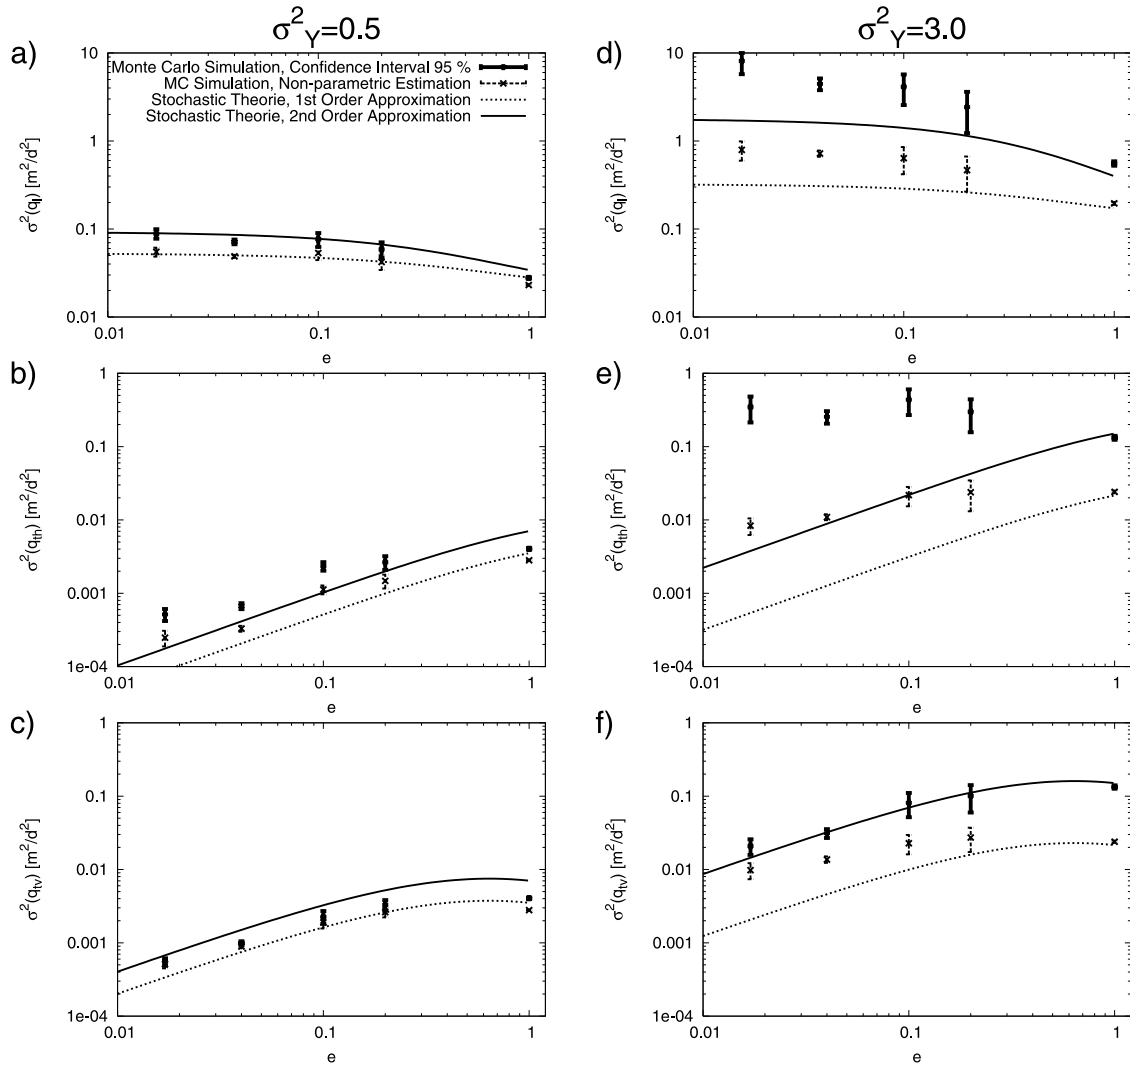 σ²Y=0.5
σ²Y=3.0
a)
Monte Carlo Simulation, Confidence Interval 95 %
MC Simulation, Non-parametric Estimation
Stochastic Theorie, 1st Order Approximation
Stochastic Theorie, 2nd Order Approximation
σ²(ql) [m²/d²]
10
1
0.1
0.01
0.01
0.1
1
e
d)
σ²(ql) [m²/d²]
10
1
0.1
0.01
0.01
0.1
1
e
b)
σ²(qth) [m²/d²]
1
0.1
0.01
0.001
1e-04
0.01
0.1
1
e
e)
σ²(qth) [m²/d²]
1
0.1
0.01
0.001
1e-04
0.01
0.1
1
e
c)
σ²(qtv) [m²/d²]
1
0.1
0.01
0.001
1e-04
0.01
0.1
1
e
f)
σ²(qtv) [m²/d²]
1
0.1
0.01
0.001
1e-04
0.01
0.1
1
e